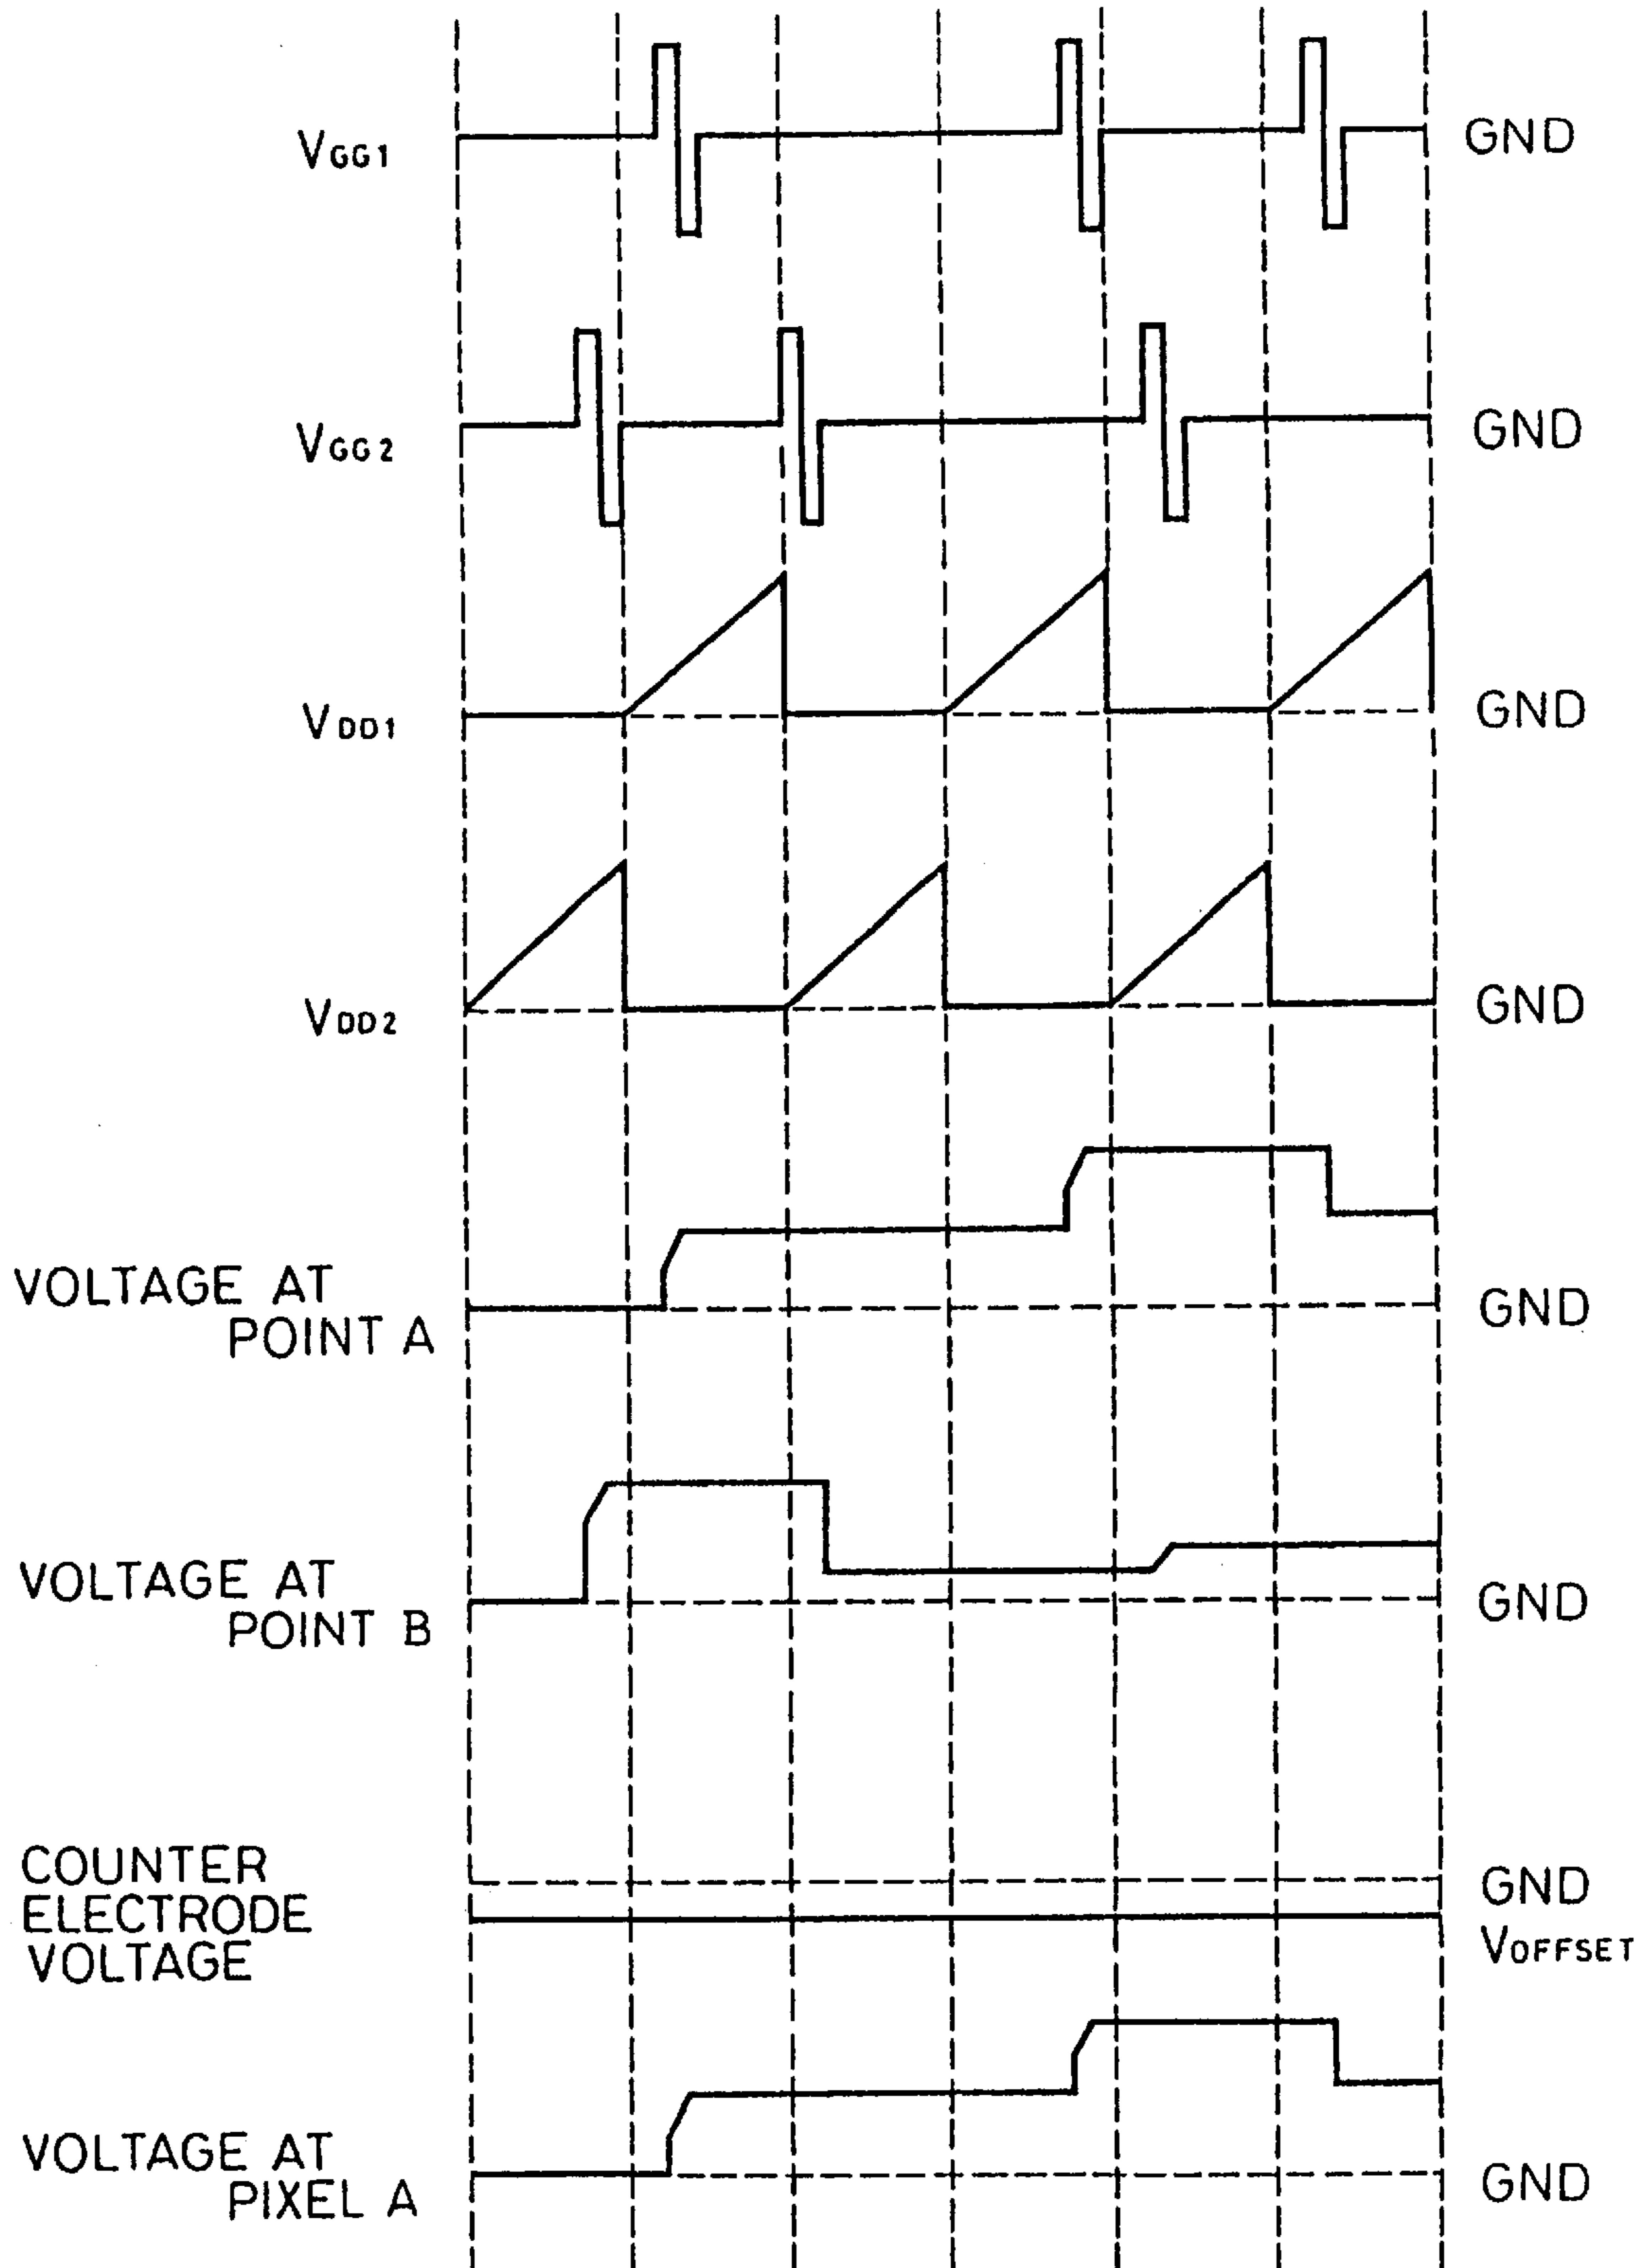 VGG1 GND
VGG2 GND
VDD1 GND
VDD2 GND
VOLTAGE AT
POINT A GND
VOLTAGE AT
POINT B GND
COUNTER GND
ELECTRODE
VOLTAGE VOFFSET
VOLTAGE AT
PIXEL A GND